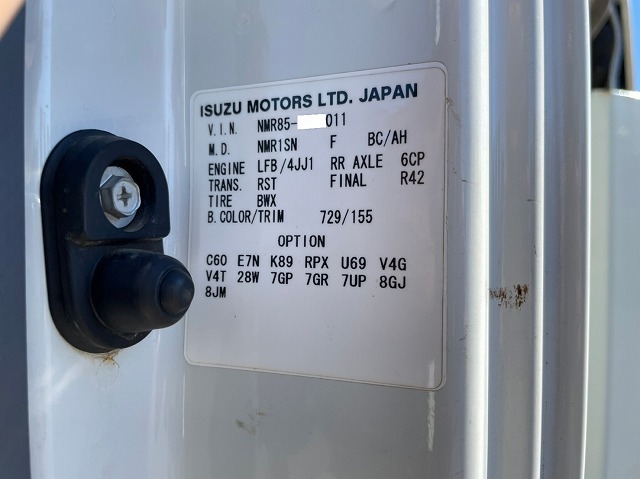 ISUZU MOTORS LTD. JAPAN
V.I.N. NMR85- 011
M.D. NMR1SN F BC/AH
ENGINE LFB/4JJ1 RR AXLE 6CP
TRANS. RST FINAL R42
TIRE BWX
B.COLOR/TRIM 729/155
OPTION
C60 E7N K89 RPX U69 V4G
V4T 28W 7GP 7GR 7UP 8GJ
8JM